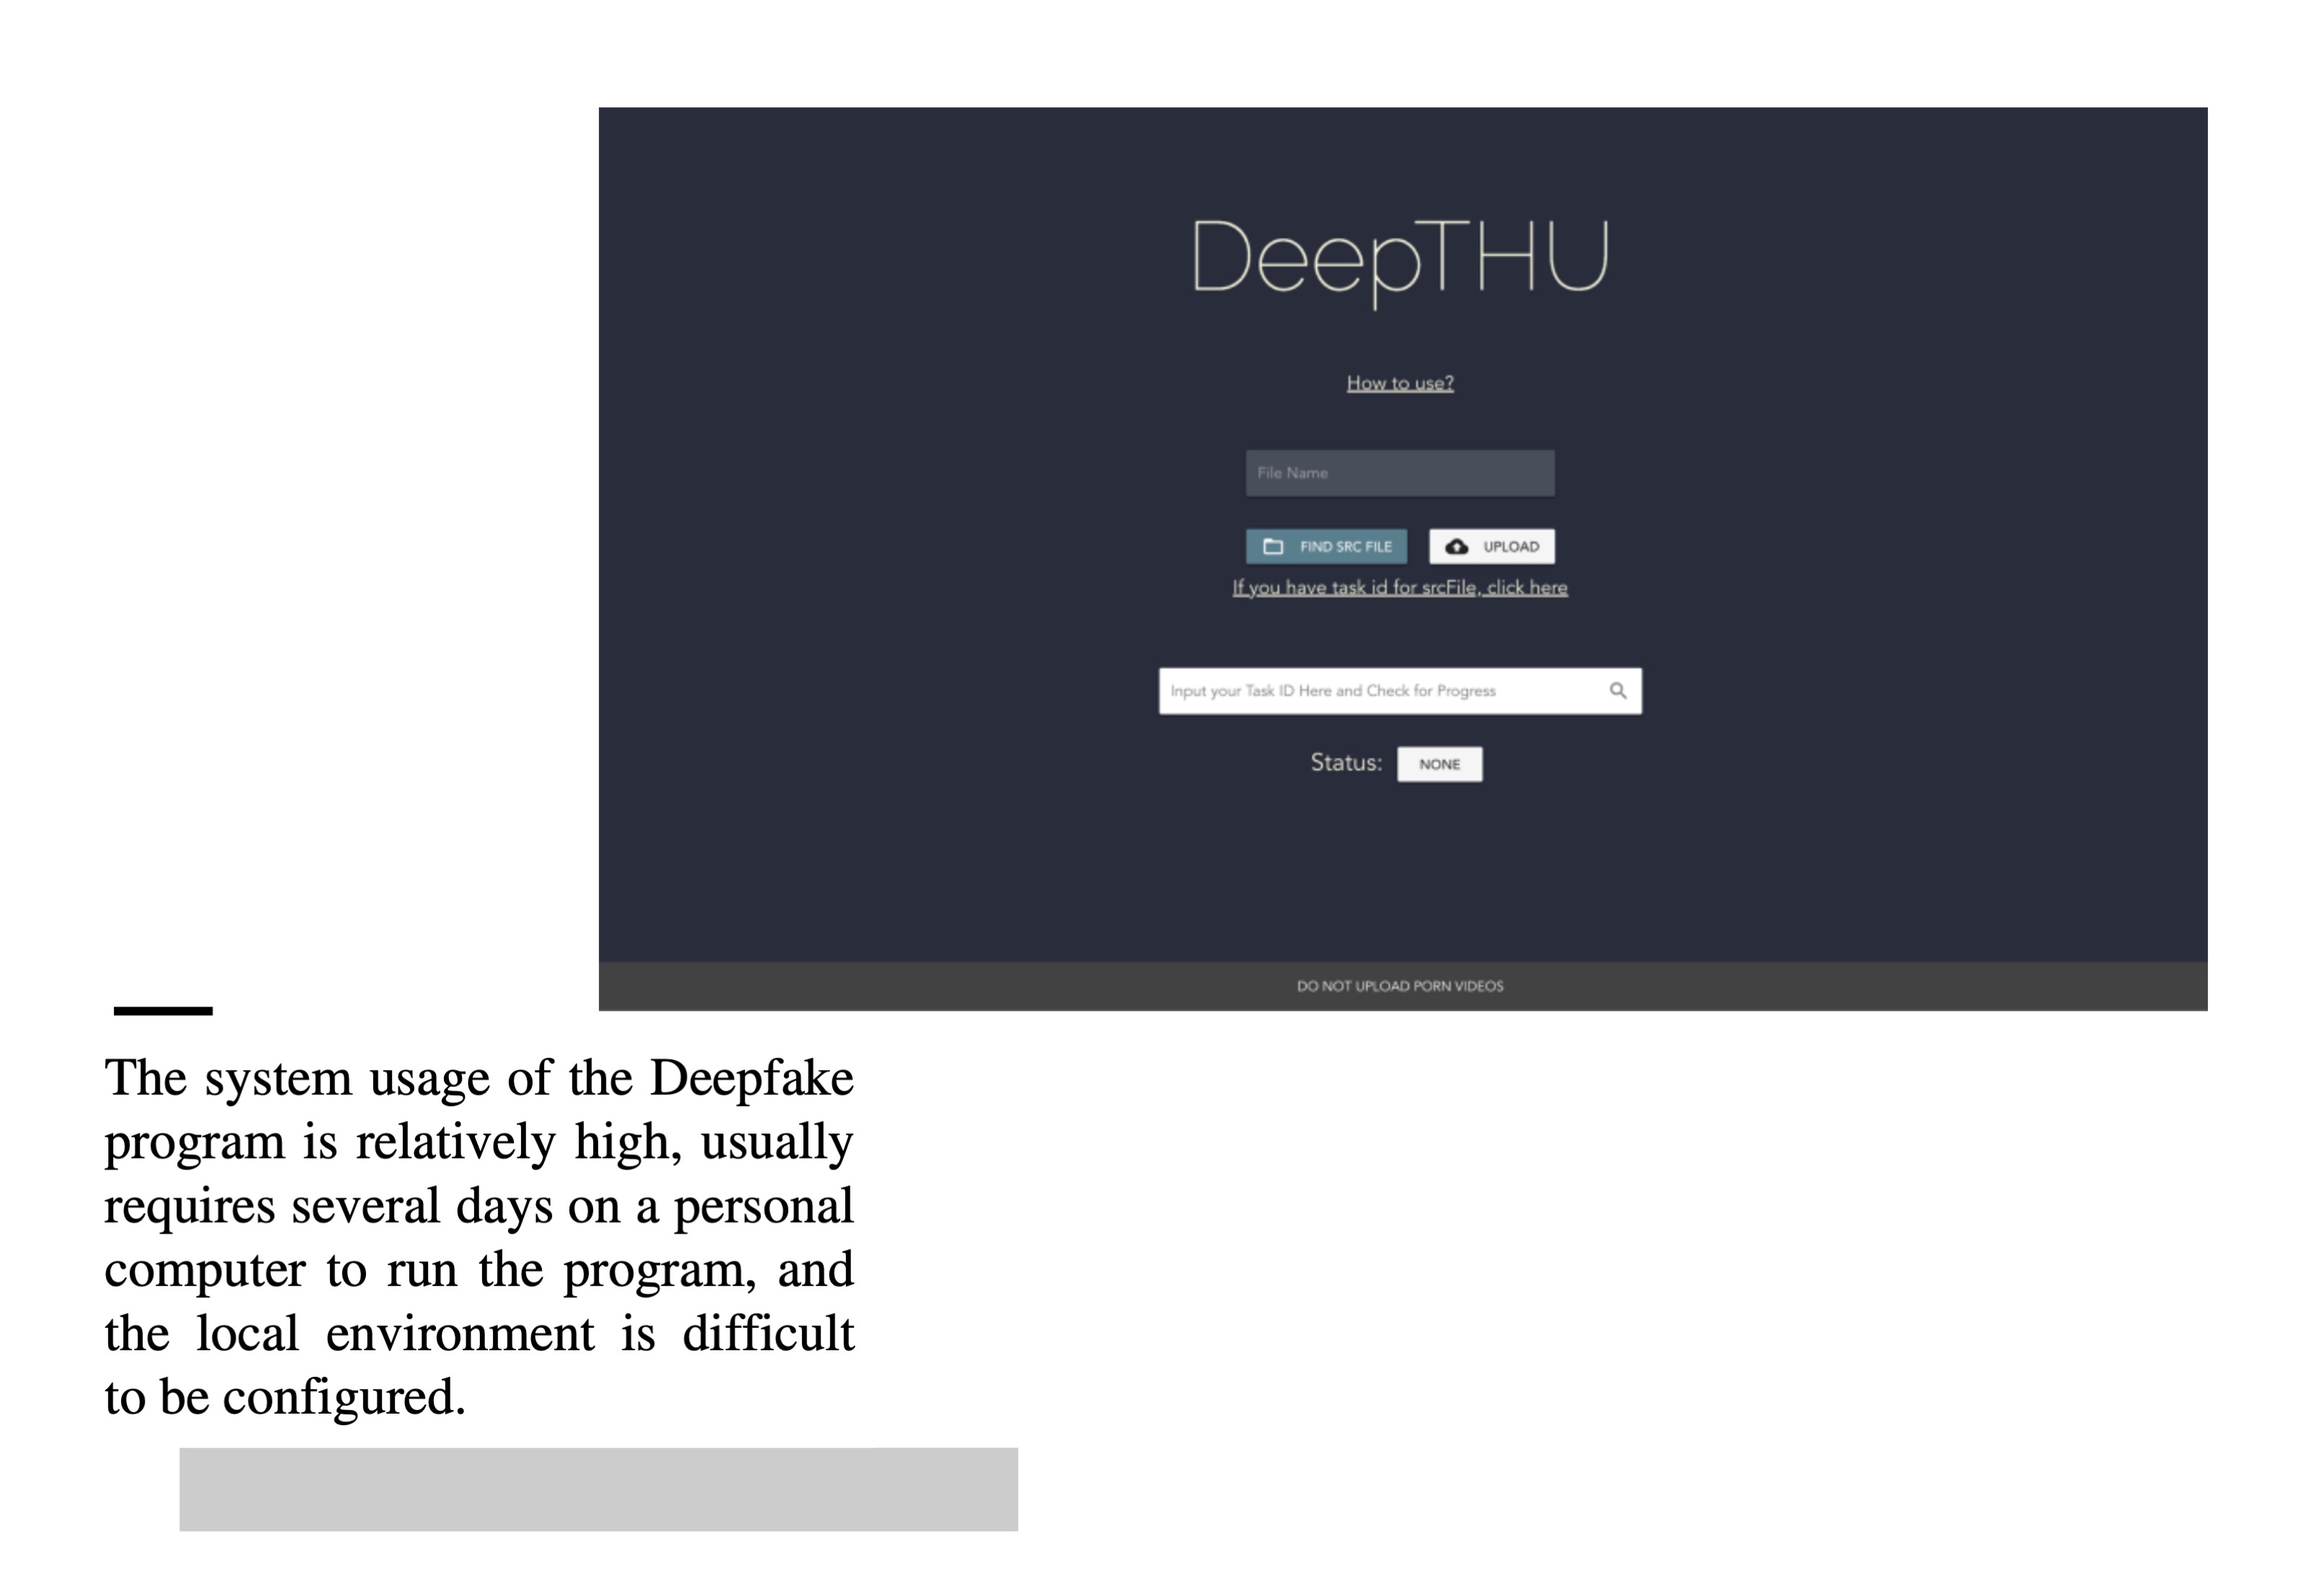 DeepTHU
How to use?
File Name
FIND SRC FILE
UPLOAD
If you have task id for srcFile, click here
Input your Task ID Here and Check for Progress
Status:
NONE
DO NOT UPLOAD PORN VIDEOS
The system usage of the Deepfake
program is relatively high, usually
requires several days on a personal
computer to run the program, and
the local environment is difficult
to be configured.